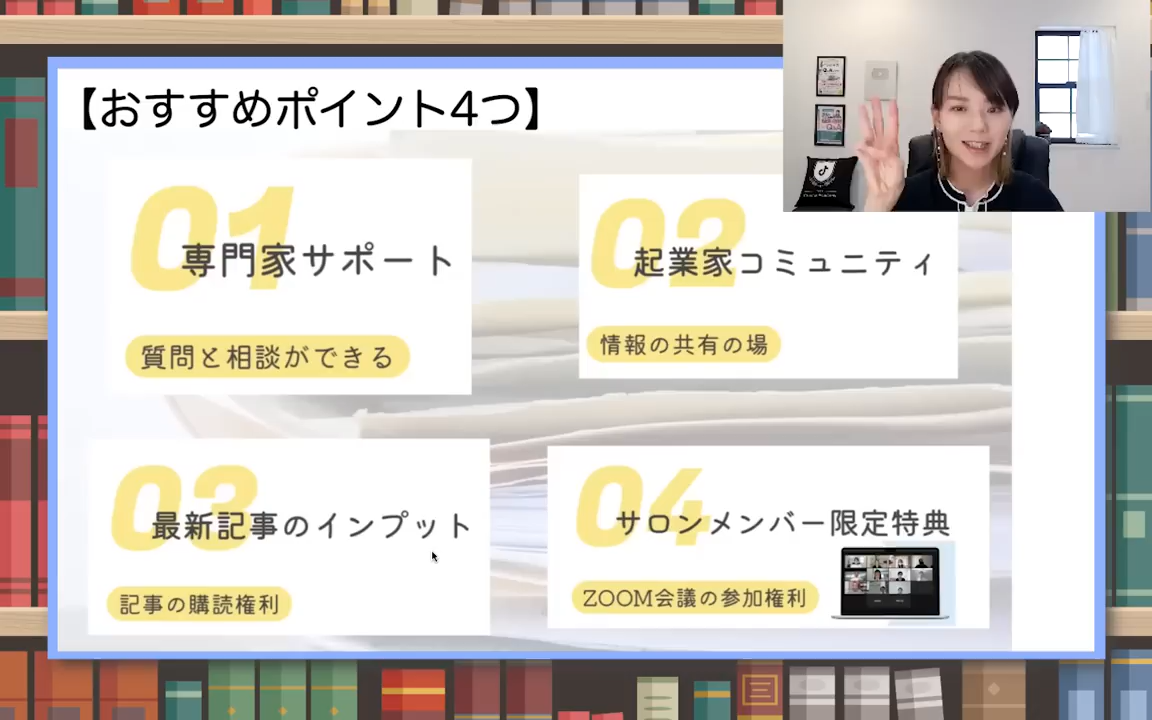 【おすすめポイント4つ】
01
専門家サポート
質問と相談ができる
02
起業家コミュニティ
情報の共有の場
03
最新記事のインプット
記事の購読権利
04
サロンメンバー限定特典
ZOOM会議の参加権利